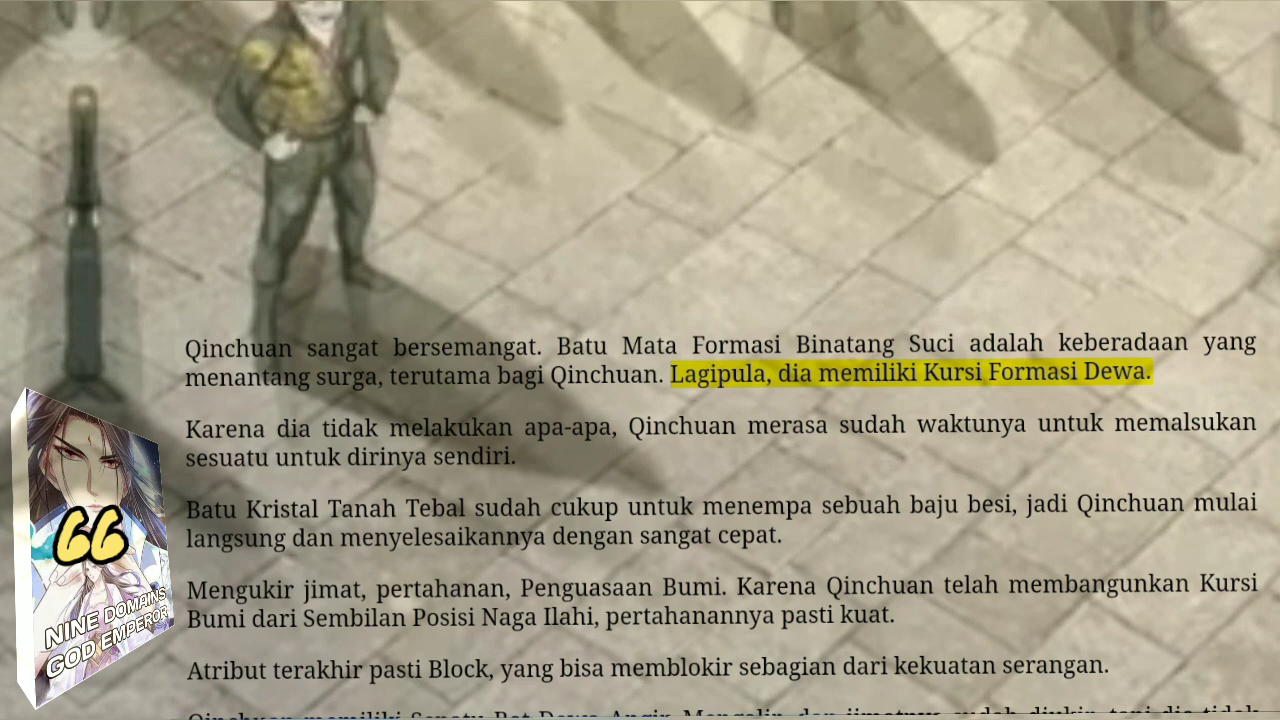 Qinchuan sangat bersemangat. Batu Mata Formasi Binatang Suci adalah keberadaan yang
menantang surga, terutama bagi Qinchuan. Lagipula, dia memiliki Kursi Formasi Dewa.
Karena dia tidak melakukan apa-apa, Qinchuan merasa sudah waktunya untuk memalsukan
sesuatu untuk dirinya sendiri.
Batu Kristal Tanah Tebal sudah cukup untuk menempa sebuah baju besi, jadi Qinchuan mulai
langsung dan menyelesaikannya dengan sangat cepat.
Mengukir jimat, pertahanan, Penguasaan Bumi. Karena Qinchuan telah membangunkan Kursi
Bumi dari Sembilan Posisi Naga Ilahi, pertahanannya pasti kuat.
Atribut terakhir pasti Block, yang bisa memblokir sebagian dari kekuatan serangan.
66
NINE DOMAINS
GOD EMPEROR